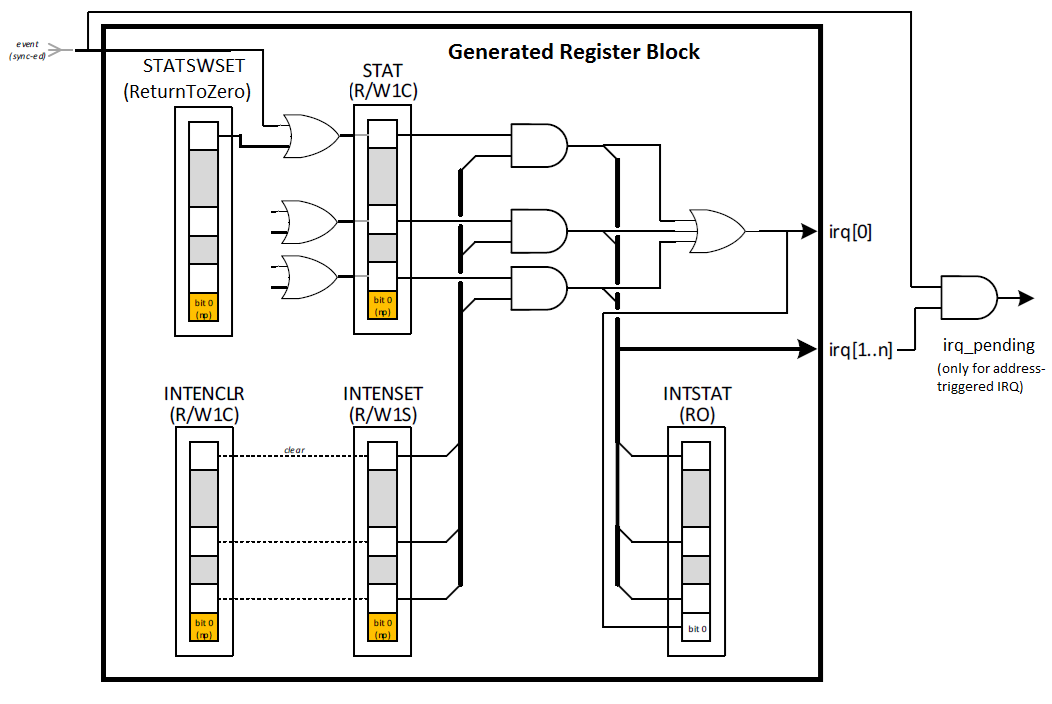 event
(sync-ed)
Generated Register Block
STATSWSET
(ReturnToZero)
STAT
(R/W1C)
bit 0
(np)
bit 0
(np)
irq[0]
irq[1..n]
irq_pending
(only for address-
triggered IRQ)
INTENCLR
(R/W1C)
INTENSET
(R/W1S)
INTSTAT
(RO)
clear
bit 0
(np)
bit 0
(np)
bit 0